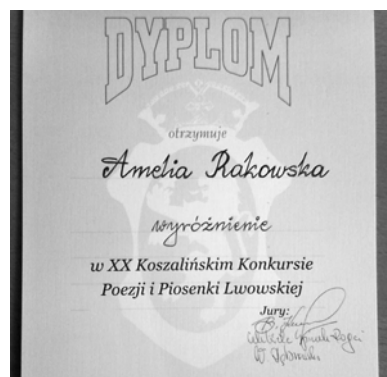 DYPLOM
otrzymuje
Amelia Rakowska
wyróżnienie
w XX Koszalińskim Konkursie
Poezji i Piosenki Lwowskiej
Jury: